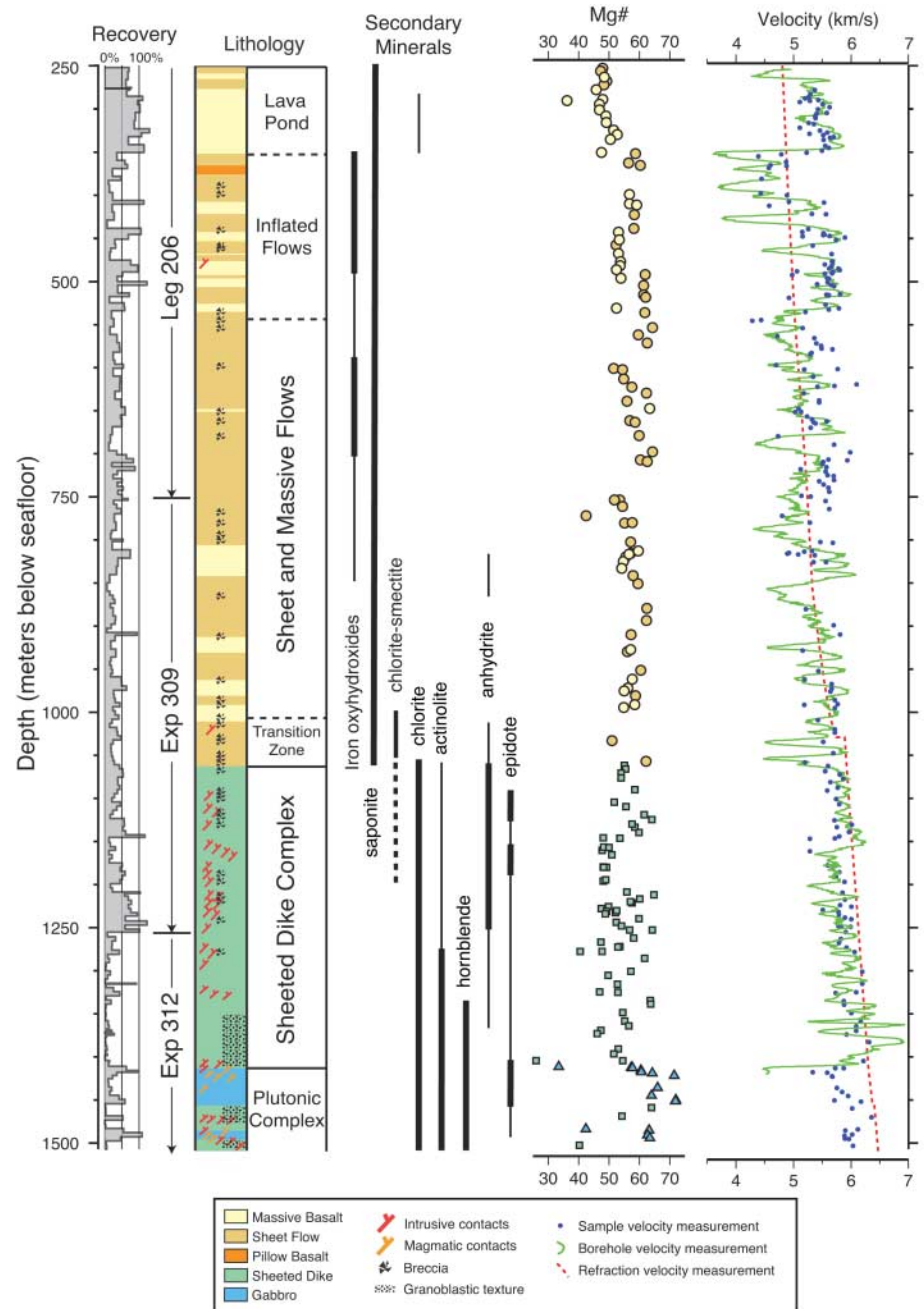 Recovery
0% 100%
Lithology
Secondary
Minerals
Mg#
30 40 50 60 70
Velocity (km/s)
4 5 6 7
Depth (meters below seafloor)
250
500
750
1000
1250
1500
Leg 206
Exp 309
Exp 312
Lava
Pond
Inflated
Flows
Sheet and Massive Flows
Transition
Zone
Sheeted Dike Complex
Plutonic
Complex
Iron oxyhydroxides
saponite
chlorite-smectite
chlorite
actinolite
hornblende
anhydrite
epidote
30 40 50 60 70
4 5 6 7
Massive Basalt
Sheet Flow
Pillow Basalt
Sheeted Dike
Gabbro
Intrusive contacts
Magmatic contacts
Breccia
Granoblastic texture
Sample velocity measurement
Borehole velocity measurement
Refraction velocity measurement